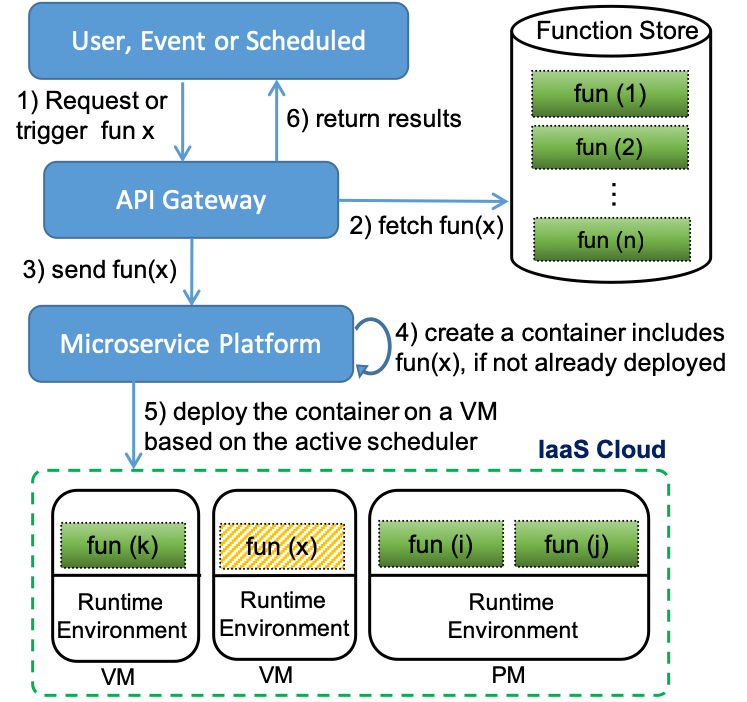 User, Event or Scheduled
Function Store
fun (1)
fun (2)
⋮
fun (n)
1) Request or
trigger fun x
6) return results
API Gateway
2) fetch fun(x)
3) send fun(x)
Microservice Platform
4) create a container includes
fun(x), if not already deployed
5) deploy the container on a VM
based on the active scheduler
IaaS Cloud
fun (k)
Runtime
Environment
VM
fun (x)
Runtime
Environment
VM
fun (i)
fun (j)
Runtime
Environment
PM